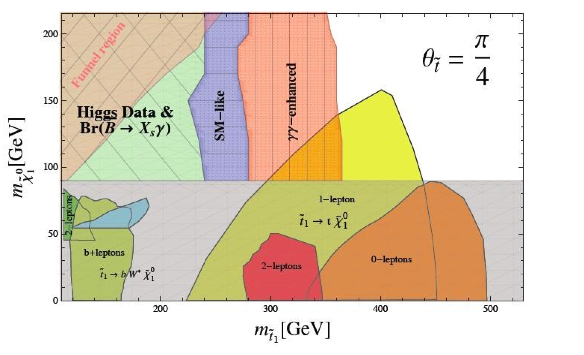 θ_t̃ = π/4
Funnel region
Higgs Data &
Br(B → X_sγ)
SM-like
γγ-enhanced
2-leptons
b+leptons
t̃₁ → b W⁺ χ̃₁⁰
1-lepton
t̃₁ → t χ̃₁⁰
2-leptons
0-leptons
m_χ̃₁⁰[GeV]
200
150
100
50
0
200
300
400
500
m_t̃₁[GeV]